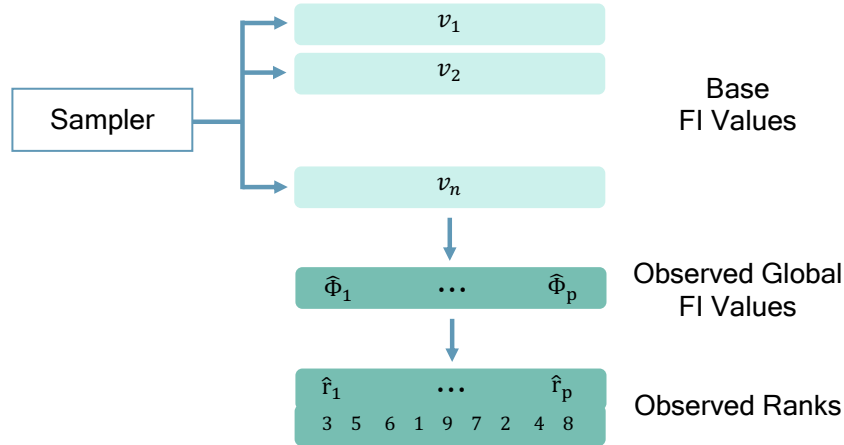 v₁
v₂
Sampler
Base
FI Values
vₙ
Φ̂₁ ... Φ̂ₚ
Observed Global
FI Values
r̂₁ ... r̂ₚ
3 5 6 1 9 7 2 4 8
Observed Ranks